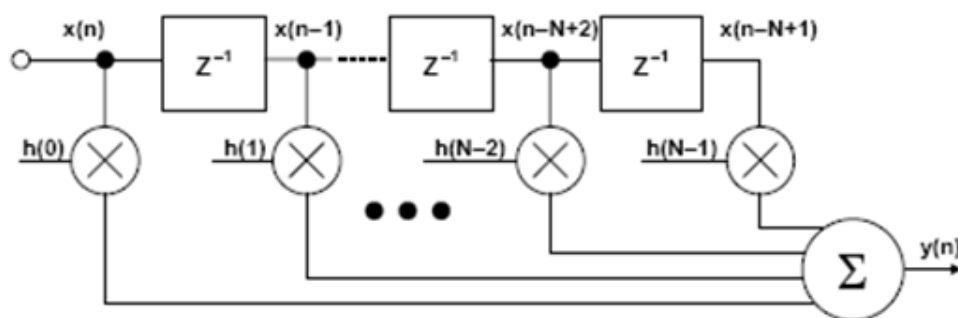 x(n) x(n–1) x(n–N+2) x(n–N+1)
Z⁻¹ Z⁻¹ Z⁻¹
h(0) h(1) h(N–2) h(N–1)
Σ y(n)